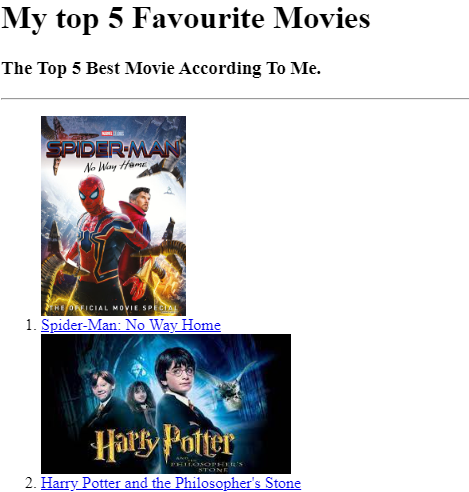 My top 5 Favourite Movies
The Top 5 Best Movie According To Me.
MARVEL STUDIOS
SPIDER-MAN
No Way Home
THE OFFICIAL MOVIE SPECIAL
1. Spider-Man: No Way Home
Harry Potter
AND THE
PHILOSOPHER'S
STONE
2. Harry Potter and the Philosopher's Stone